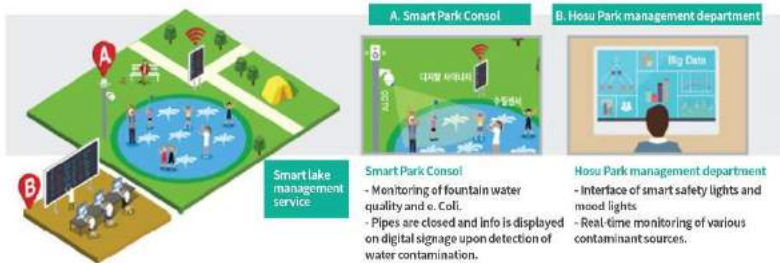 A. Smart Park Consol
B. Hosu Park management department
A
B
디지털 사이니지
수질센서
CCTV
Big Data
Smart lake
management
service
Smart Park Consol
- Monitoring of fountain water
quality and e. Coli.
- Pipes are closed and info is displayed
on digital signage upon detection of
water contamination.
Hosu Park management department
- Interface of smart safety lights and
mood lights
- Real-time monitoring of various
contaminant sources.